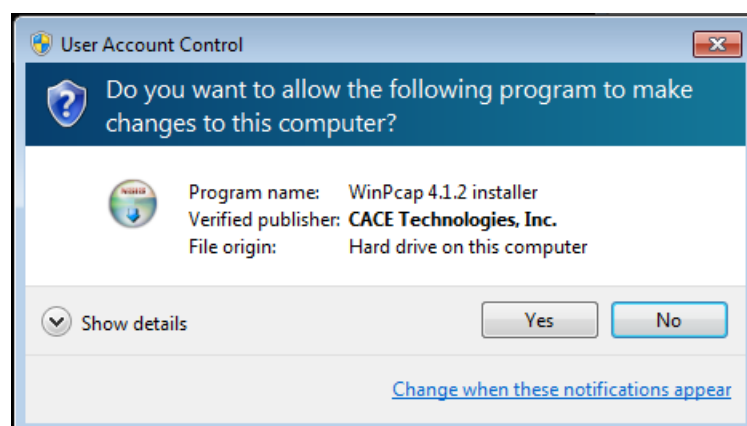 User Account Control
Do you want to allow the following program to make
changes to this computer?
Program name: WinPcap 4.1.2 installer
Verified publisher: CACE Technologies, Inc.
File origin: Hard drive on this computer
Show details
Yes
No
Change when these notifications appear